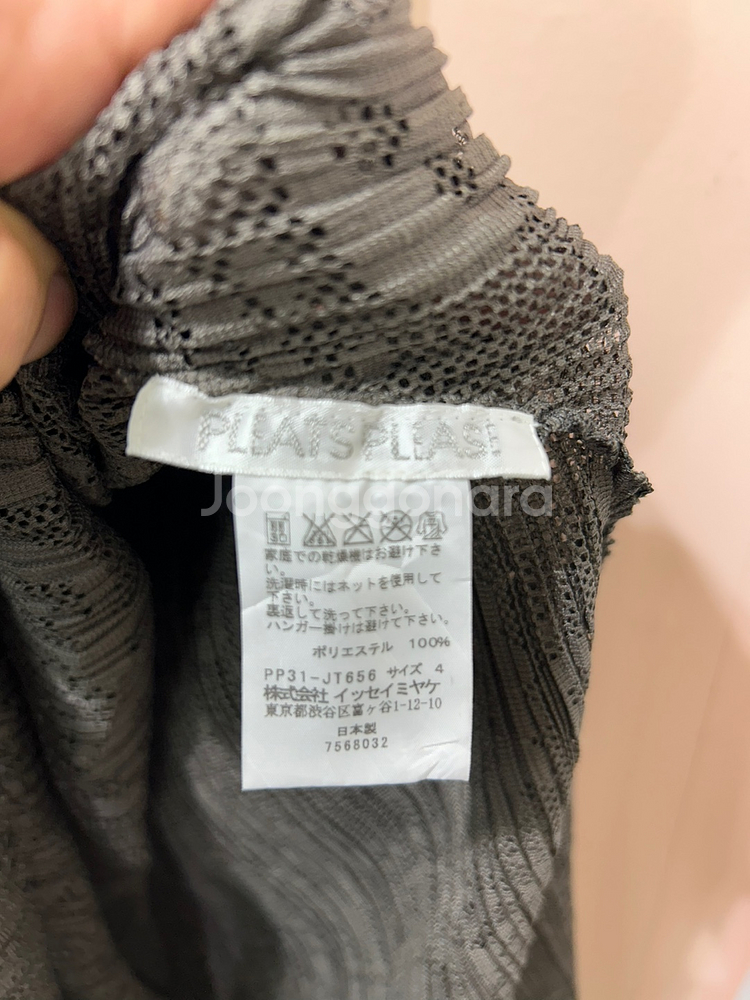 PLEATS PLEASE
Joonggonara
家庭での乾燥機はお避け下さ
い。
洗濯時にはネットを使用して
下さい。
裏返して洗って下さい。
ハンガー掛けは避けて下さい。
ポリエステル 100%
PP31-JT656 サイズ 4
株式会社 イッセイミヤケ
東京都渋谷区富ヶ谷1-12-10
日本製
7568032